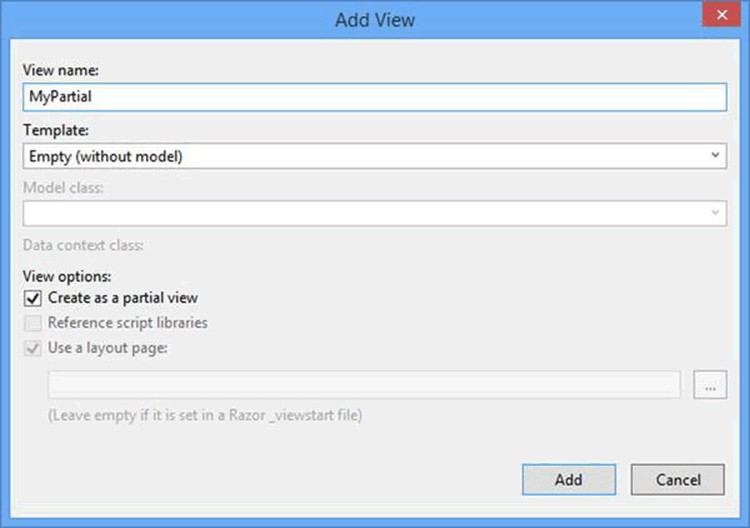 Add View
View name:
MyPartial
Template:
Empty (without model)
Model class:
Data context class:
View options:
Create as a partial view
Reference script libraries
Use a layout page:
...
(Leave empty if it is set in a Razor _viewstart file)
Add Cancel